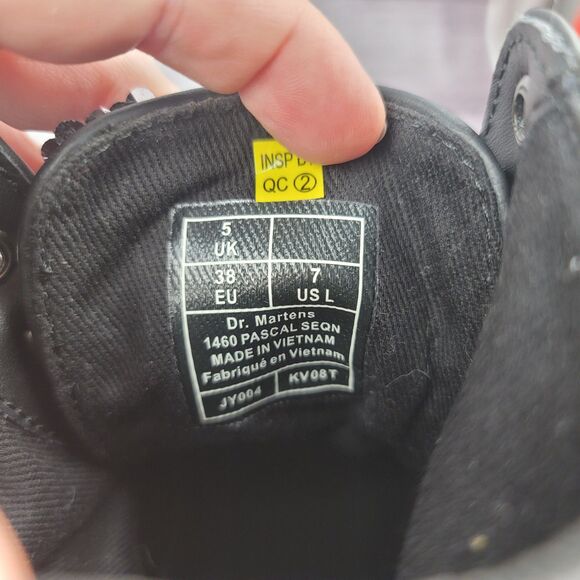 INSP
QC ②
5
UK
38 7
EU US L
Dr. Martens
1460 PASCAL SEQN
MADE IN VIETNAM
Fabriqué en Vietnam
JY004 KV08T